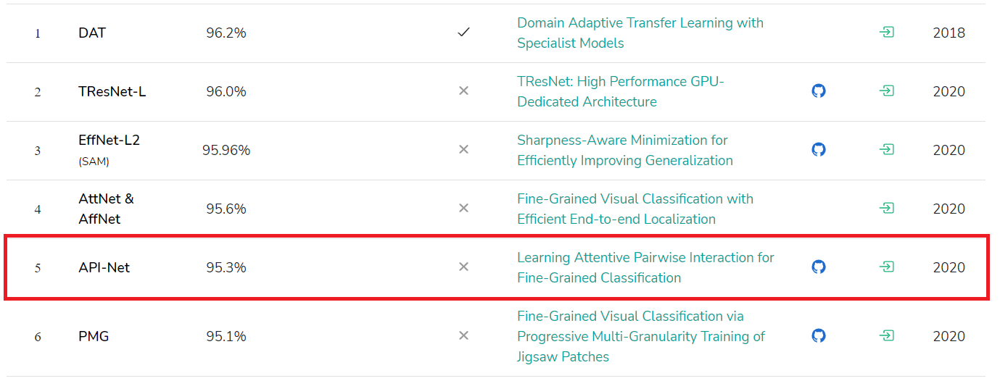 1 DAT 96.2% ✓ Domain Adaptive Transfer Learning with
Specialist Models 2018
2 TResNet-L 96.0% ✕ TResNet: High Performance GPU-
Dedicated Architecture 2020
3 EffNet-L2
(SAM) 95.96% ✕ Sharpness-Aware Minimization for
Efficiently Improving Generalization 2020
4 AttNet &
AffNet 95.6% ✕ Fine-Grained Visual Classification with
Efficient End-to-end Localization 2020
5 API-Net 95.3% ✕ Learning Attentive Pairwise Interaction for
Fine-Grained Classification 2020
6 PMG 95.1% ✕ Fine-Grained Visual Classification via
Progressive Multi-Granularity Training of
Jigsaw Patches 2020